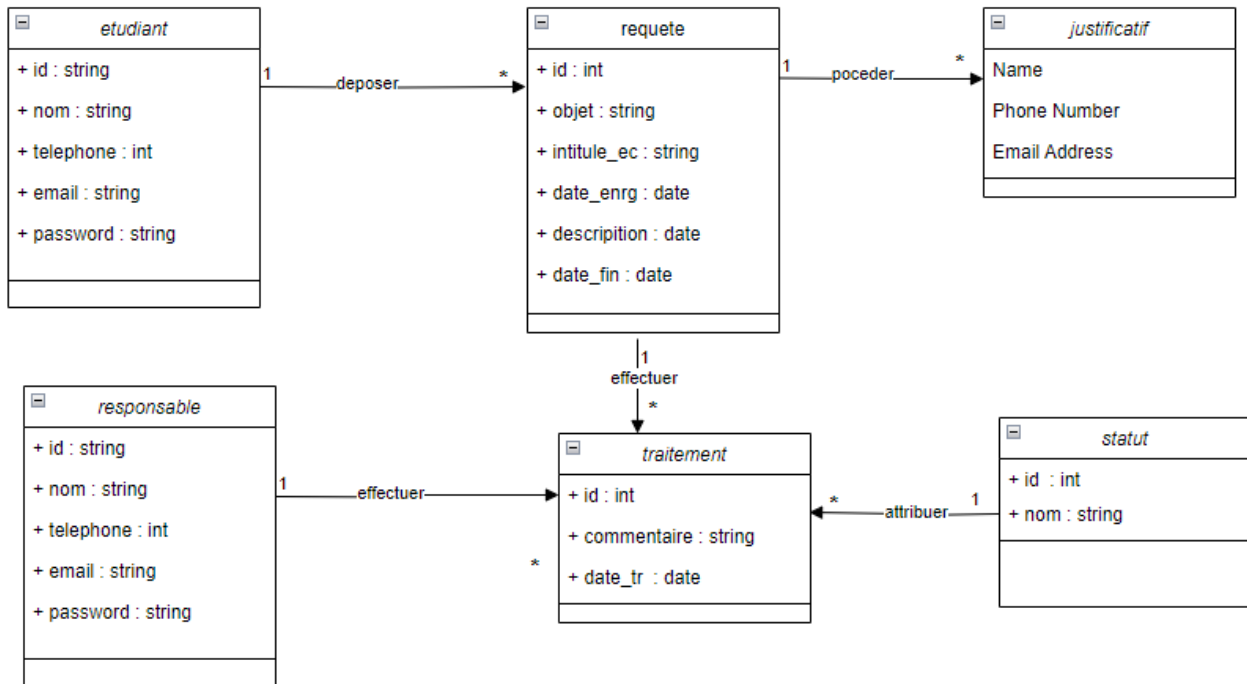 etudiant
+ id : string
+ nom : string
+ telephone : int
+ email : string
+ password : string
1
deposer
*
requete
+ id : int
+ objet : string
+ intitule_ec : string
+ date_enrg : date
+ descripition : date
+ date_fin : date
1
poceder
*
justificatif
Name
Phone Number
Email Address
1
effectuer
*
responsable
+ id : string
+ nom : string
+ telephone : int
+ email : string
+ password : string
1
effectuer
*
traitement
+ id : int
+ commentaire : string
+ date_tr : date
*
attribuer
1
statut
+ id : int
+ nom : string